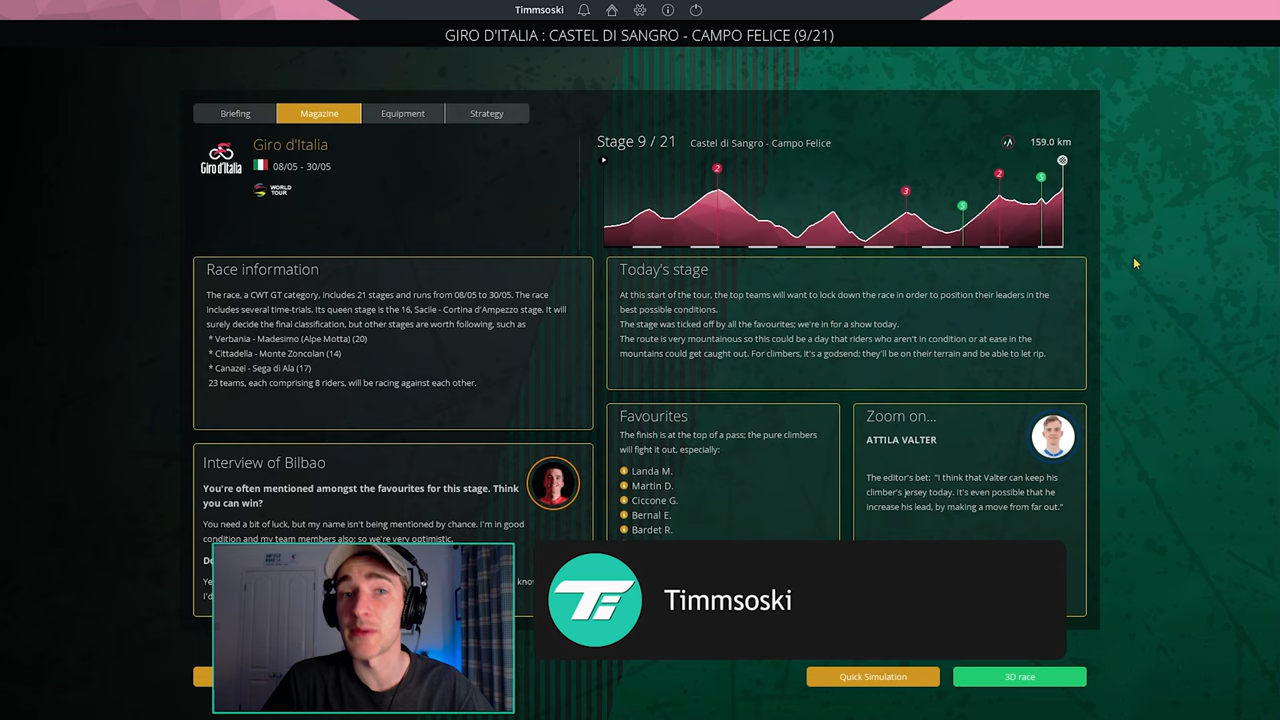 Timmsoski
GIRO D'ITALIA : CASTEL DI SANGRO - CAMPO FELICE (9/21)
Briefing
Magazine
Equipment
Strategy
Giro d'Italia
Giro d'Italia
08/05 - 30/05
WORLD
TOUR
Stage 9 / 21
Castel di Sangro - Campo Felice
159.0 km
2
3
S
2
S
Race information
The race, a CWT GT category, includes 21 stages and runs from 08/05 to 30/05. The race
includes several time-trials. Its queen stage is the 16, Sacile - Cortina d'Ampezzo stage. It will
surely decide the final classification, but other stages are worth following, such as
* Verbania - Madesimo (Alpe Motta) (20)
* Cittadella - Monte Zoncolan (14)
* Canazei - Sega di Ala (17)
23 teams, each comprising 8 riders, will be racing against each other.
Today's stage
At this start of the tour, the top teams will want to lock down the race in order to position their leaders in the
best possible conditions.
The stage was ticked off by all the favourites; we're in for a show today.
The route is very mountainous so this could be a day that riders who aren't in condition or at ease in the
mountains could get caught out. For climbers, it's a godsend; they'll be on their terrain and be able to let rip.
Interview of Bilbao
You're often mentioned amongst the favourites for this stage. Think
you can win?
You need a bit of luck, but my name isn't being mentioned by chance. I'm in good
condition and my team members also; so we're very optimistic.
Favourites
The finish is at the top of a pass; the pure climbers
will fight it out, especially:
Landa M.
Martin D.
Ciccone G.
Bernal E.
Bardet R.
Zoom on...
ATTILA VALTER
The editor's bet: "I think that Valter can keep his
climber's jersey today. It's even possible that he
increase his lead, by making a move from far out."
Timmsoski
Quick Simulation
3D race